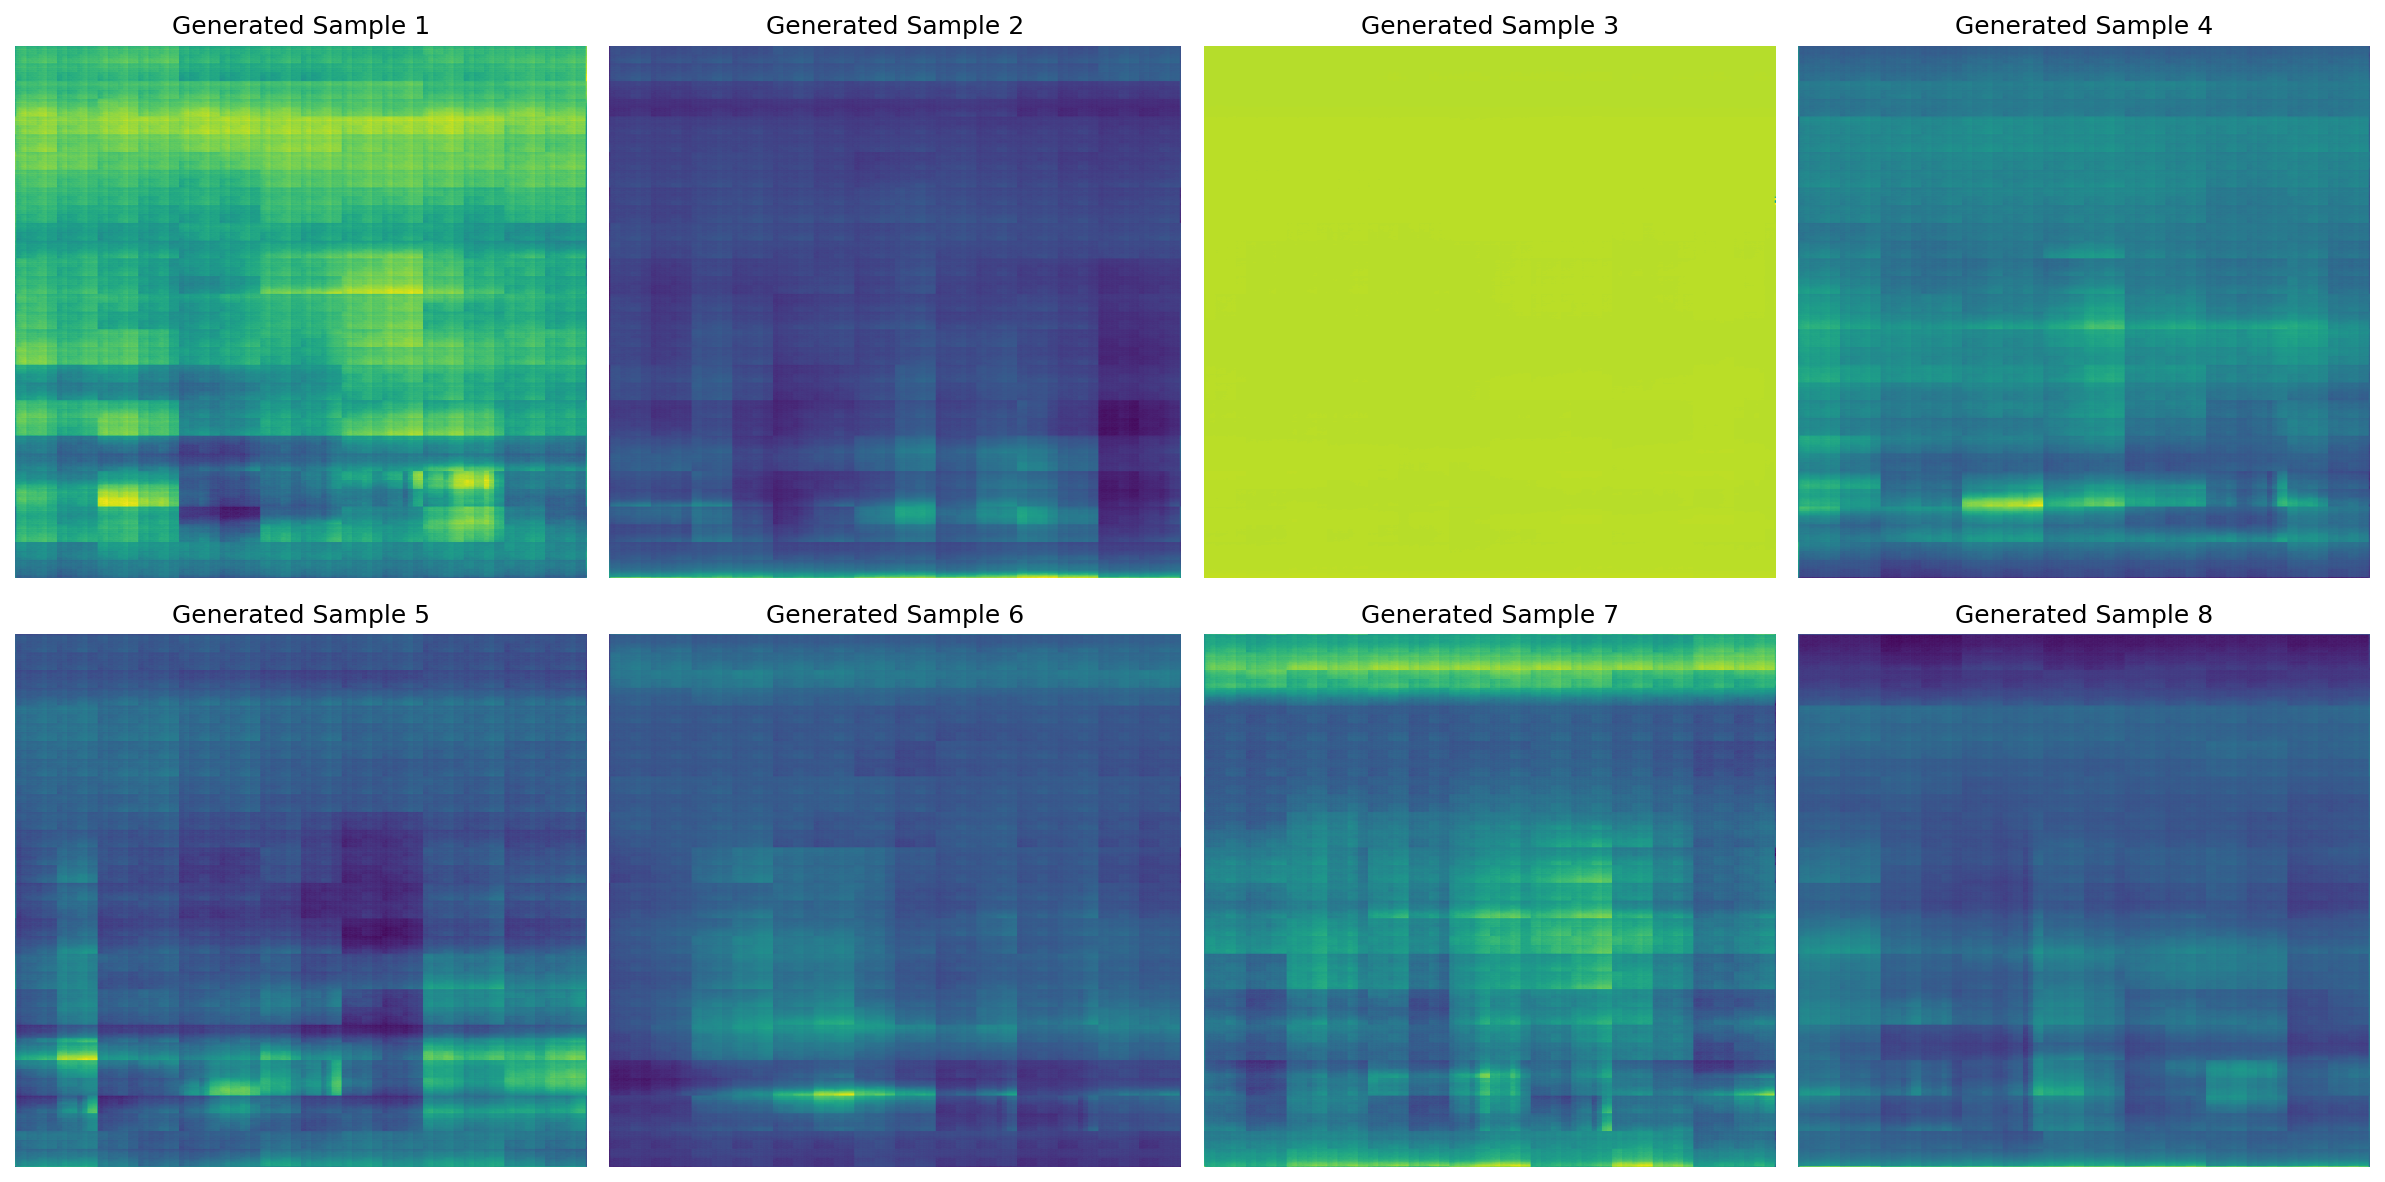 Generated Sample 1
Generated Sample 2
Generated Sample 3
Generated Sample 4
Generated Sample 5
Generated Sample 6
Generated Sample 7
Generated Sample 8